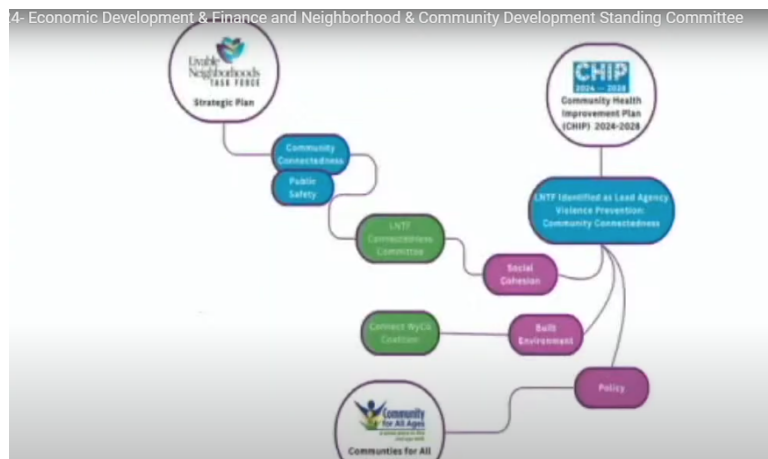 4- Economic Development & Finance and Neighborhood & Community Development Standing Committee
Livable
Neighborhoods
TASK FORCE
Strategic Plan
CHIP
2024 — 2028
Community Health
Improvement Plan
(CHIP) 2024-2028
Community
Connectedness
Public
Safety
LNTF Identified as Lead Agency
Violence Prevention,
Community Connectedness
LNTF
Connectedness
Committee
Social
Cohesion
Connect WyCo
Coalition
Built
Environment
Policy
Community
for All Ages
Communties for All